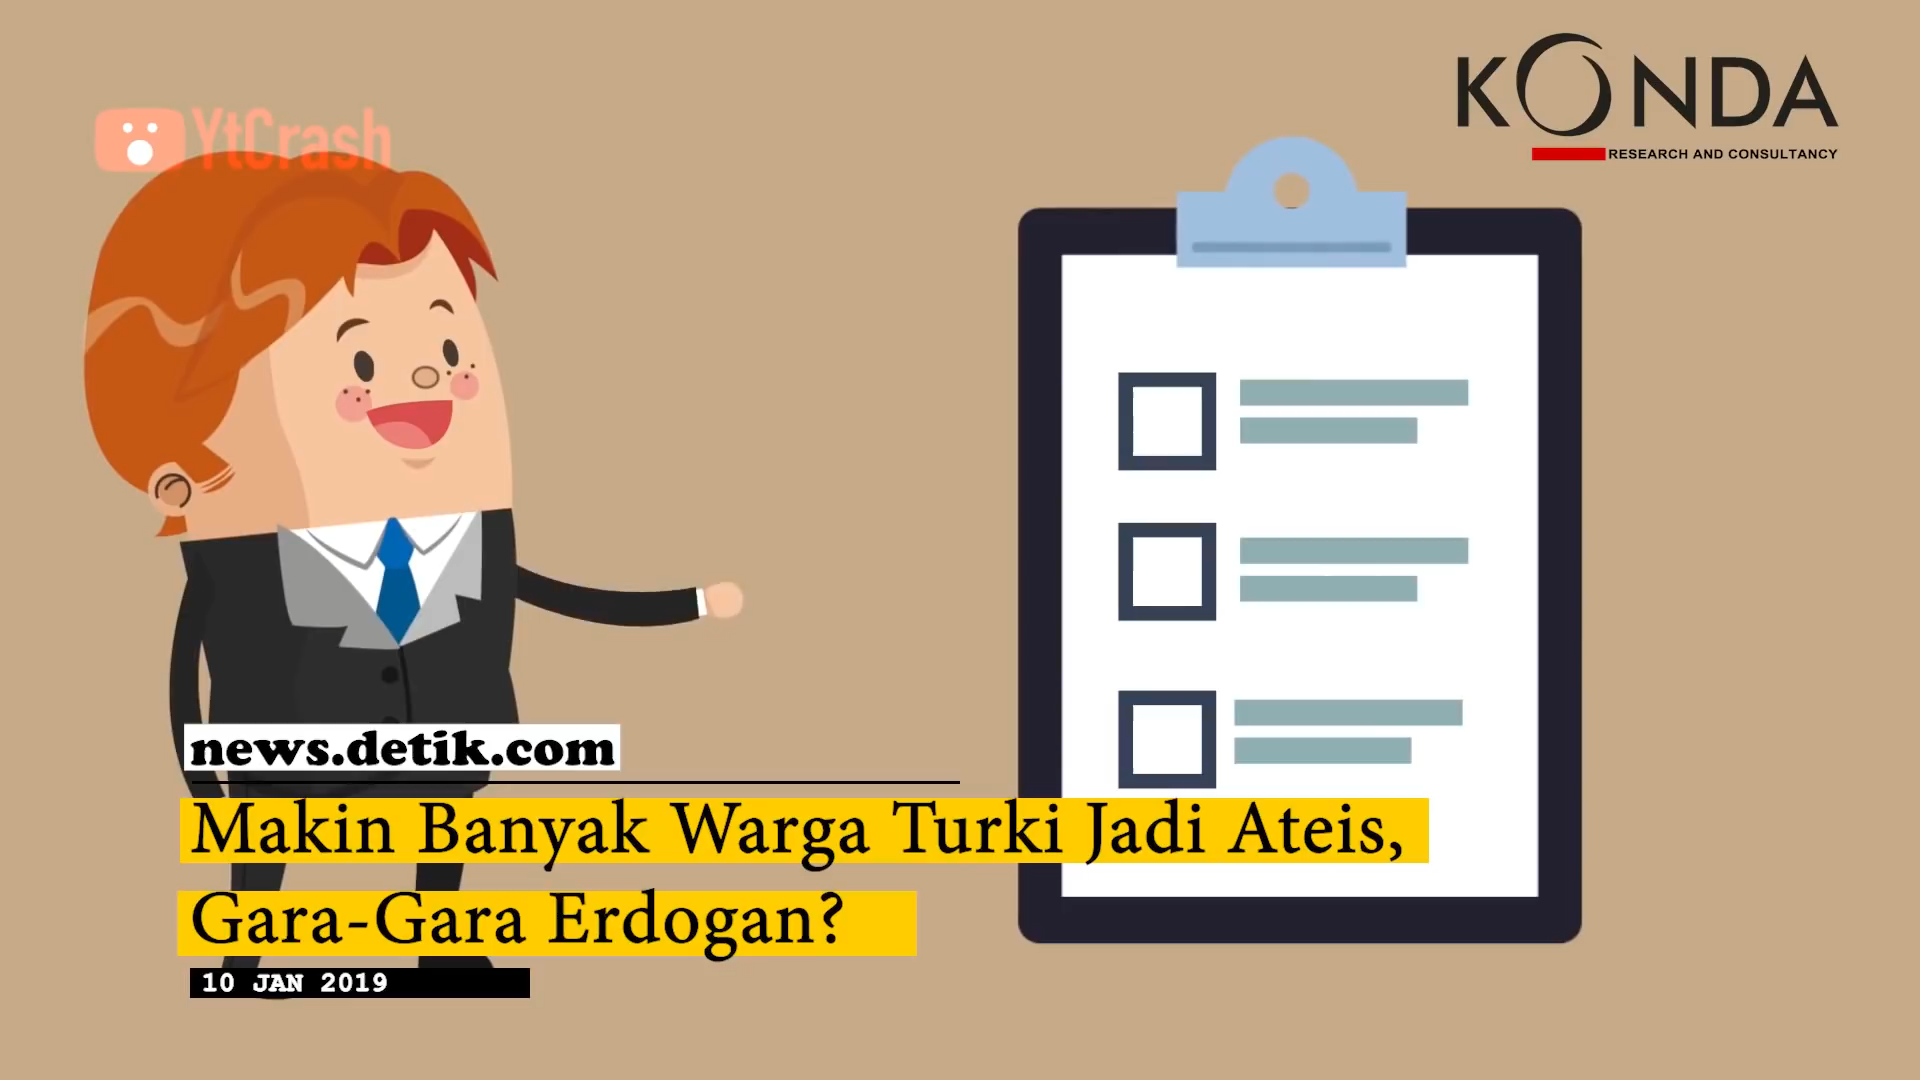 YtCrash
KONDA
RESEARCH AND CONSULTANCY
news.detik.com
Makin Banyak Warga Turki Jadi Ateis,
Gara-Gara Erdogan?
10 JAN 2019